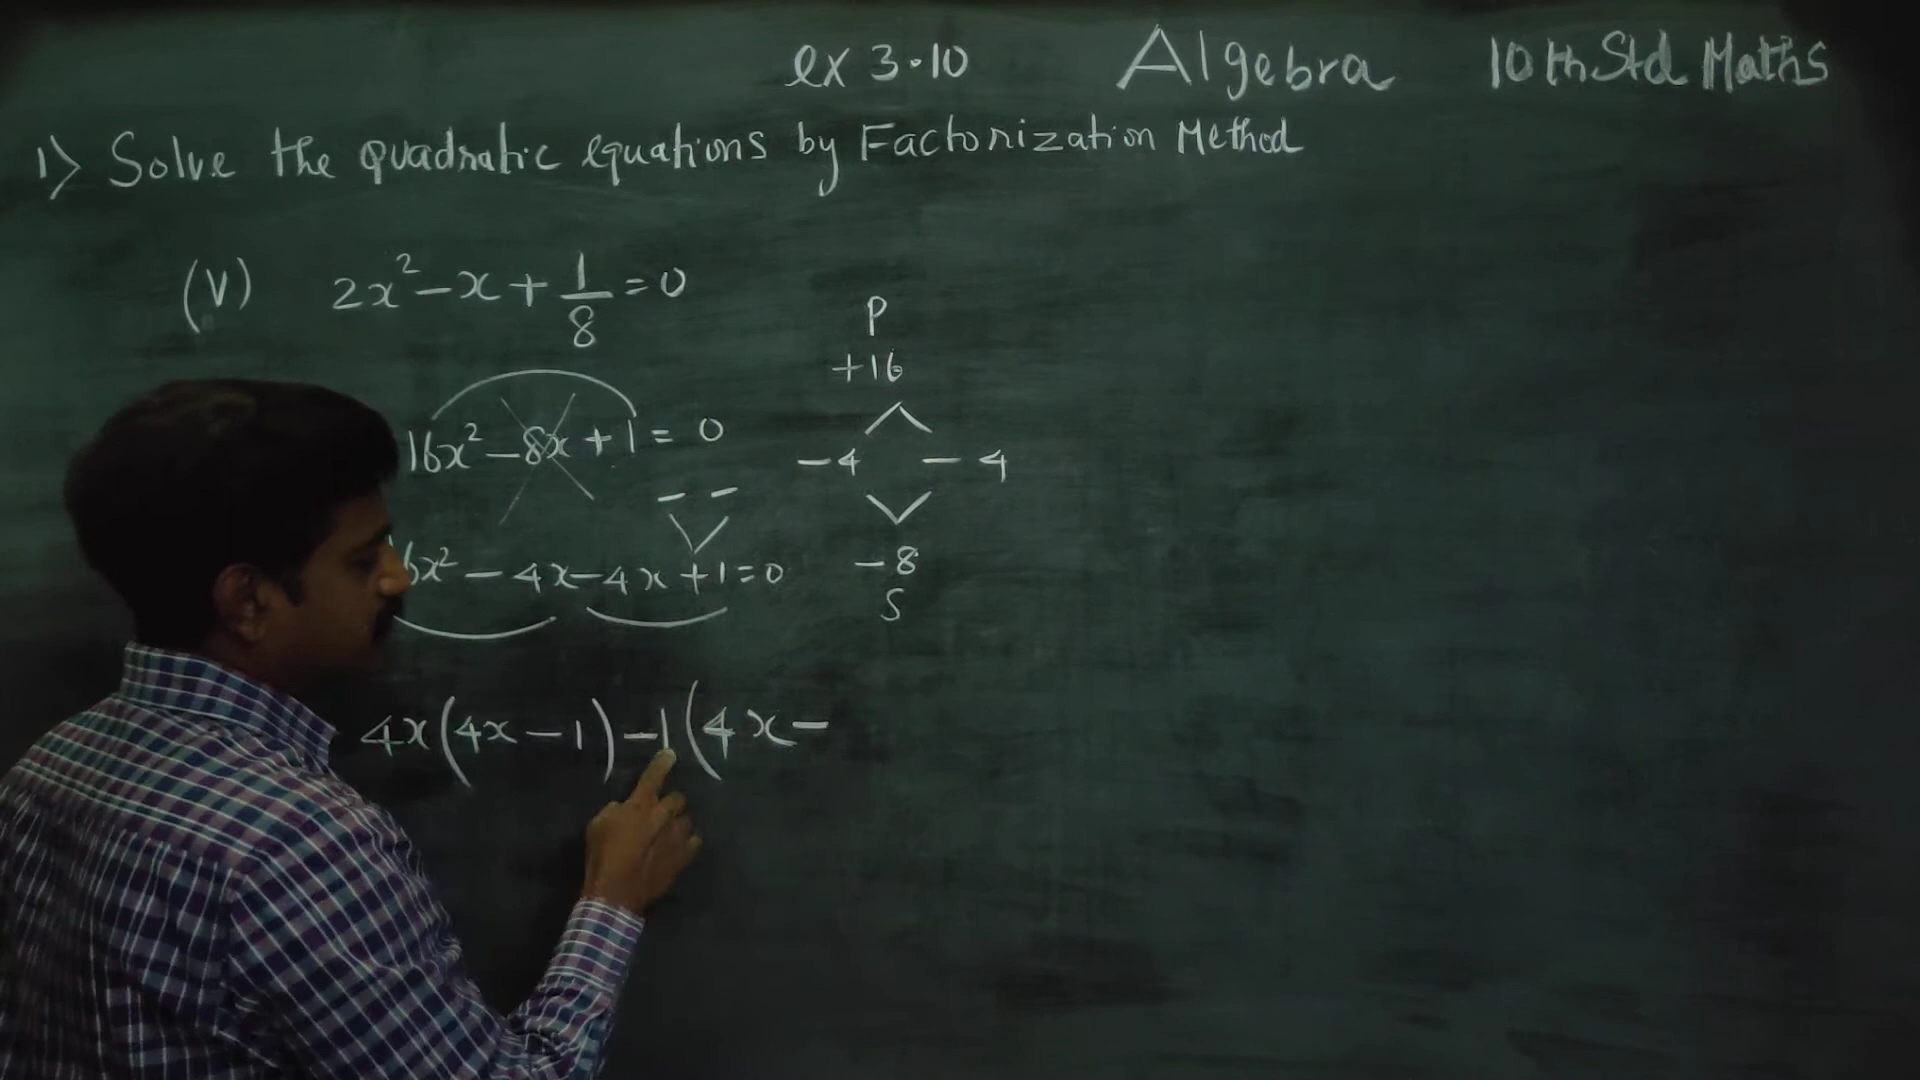 ex 3.10 Algebra 10th Std Maths
1) Solve the quadratic equations by Factorization Method
(V) 2x² - x + 1/8 = 0
P
+16
16x² - 8x + 1 = 0
-4 -4
- -
6x² - 4x - 4x + 1 = 0
-8
S
4x(4x - 1) - 1(4x -